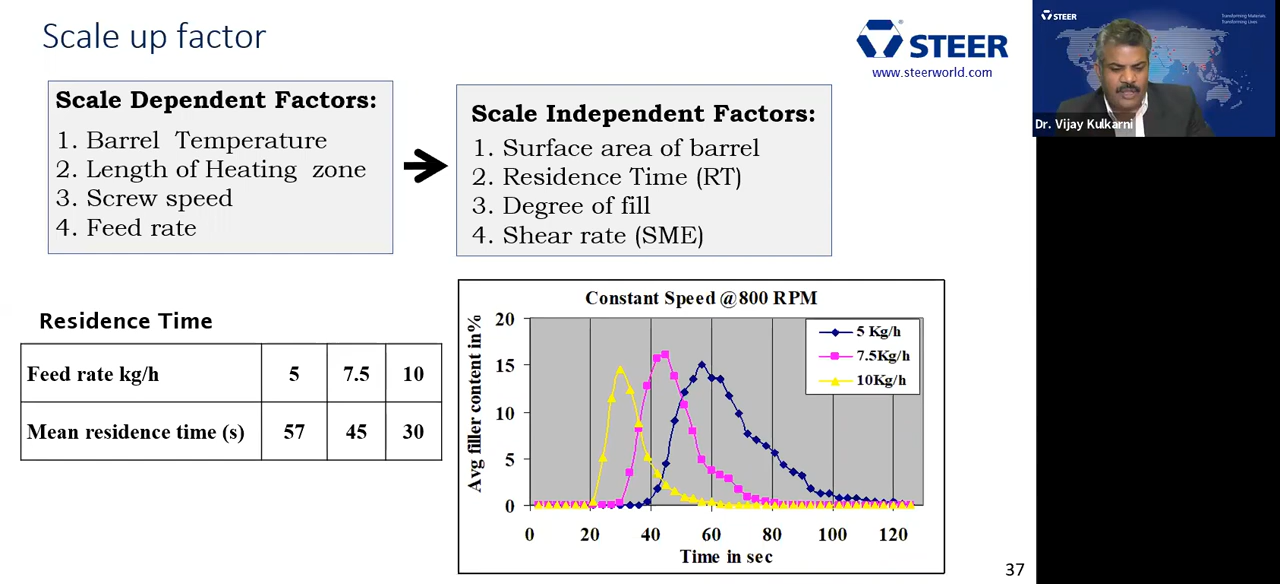 Scale up factor
STEER
www.steerworld.com
Scale Dependent Factors:
1. Barrel Temperature
2. Length of Heating zone
3. Screw speed
4. Feed rate
Scale Independent Factors:
1. Surface area of barrel
2. Residence Time (RT)
3. Degree of fill
4. Shear rate (SME)
Residence Time
Feed rate kg/h 5 7.5 10
Mean residence time (s) 57 45 30
Constant Speed @800 RPM
Avg filler content in%
20
15
10
5
0
0 20 40 60 80 100 120
Time in sec
5 Kg/h
7.5Kg/h
10Kg/h
37
STEER
Transforming Materials
Transforming Lives
Dr. Vijay Kulkarni